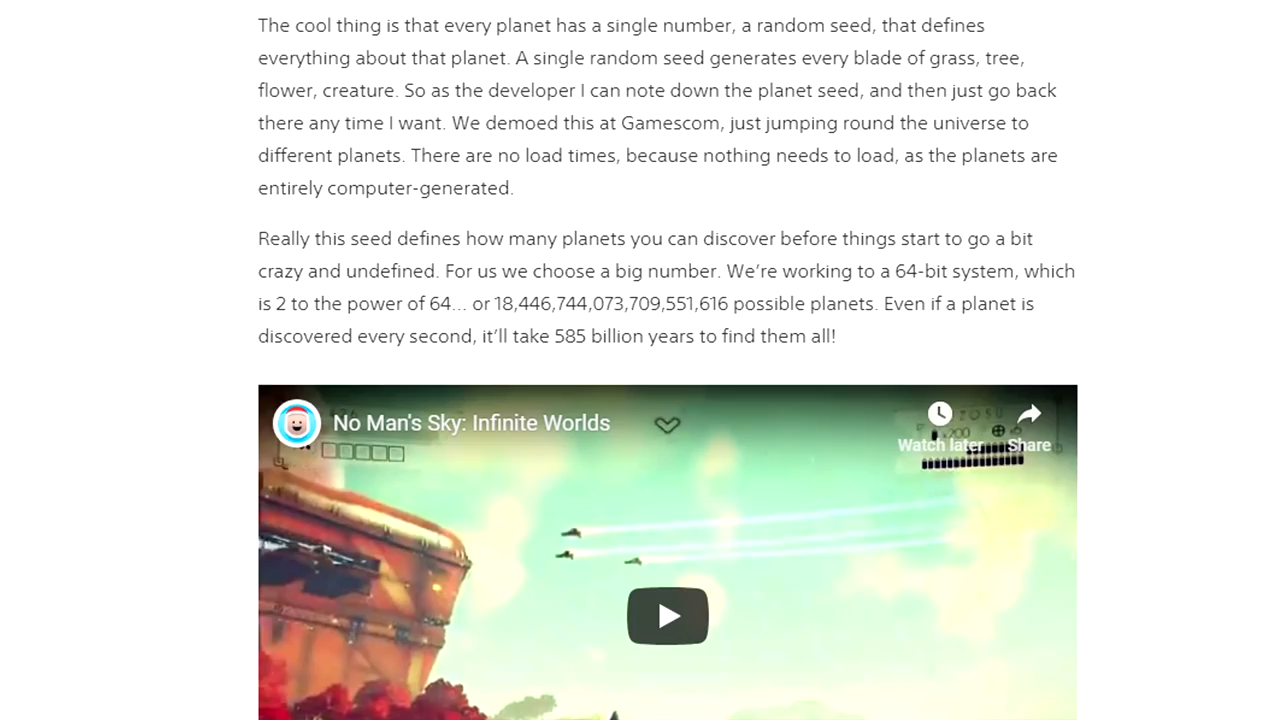 The cool thing is that every planet has a single number, a random seed, that defines
everything about that planet. A single random seed generates every blade of grass, tree,
flower, creature. So as the developer I can note down the planet seed, and then just go back
there any time I want. We demoed this at Gamescom, just jumping round the universe to
different planets. There are no load times, because nothing needs to load, as the planets are
entirely computer-generated.
Really this seed defines how many planets you can discover before things start to go a bit
crazy and undefined. For us we choose a big number. We’re working to a 64-bit system, which
is 2 to the power of 64… or 18,446,744,073,709,551,616 possible planets. Even if a planet is
discovered every second, it’ll take 585 billion years to find them all!
No Man's Sky: Infinite Worlds
x200
Watch later
Share